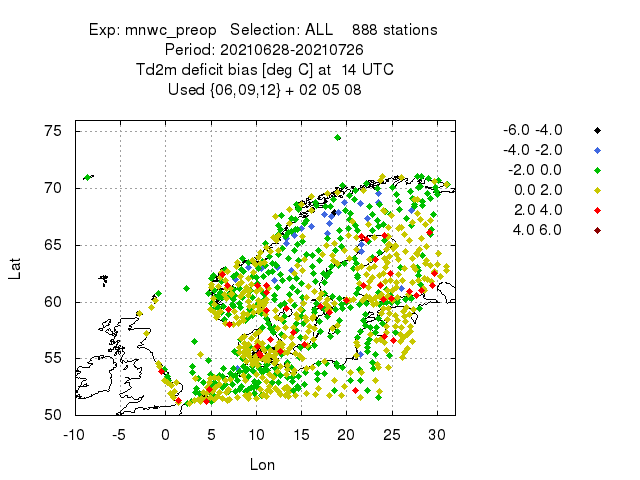 Exp: mnwc_preop   Selection: ALL    888 stations
Period: 20210628-20210726
Td2m deficit bias [deg C] at  14 UTC
Used {06,09,12} + 02 05 08
-6.0 -4.0
-4.0 -2.0
-2.0 0.0
0.0 2.0
2.0 4.0
4.0 6.0
75
70
65
60
55
50
Lat
-10 -5 0 5 10 15 20 25 30
Lon